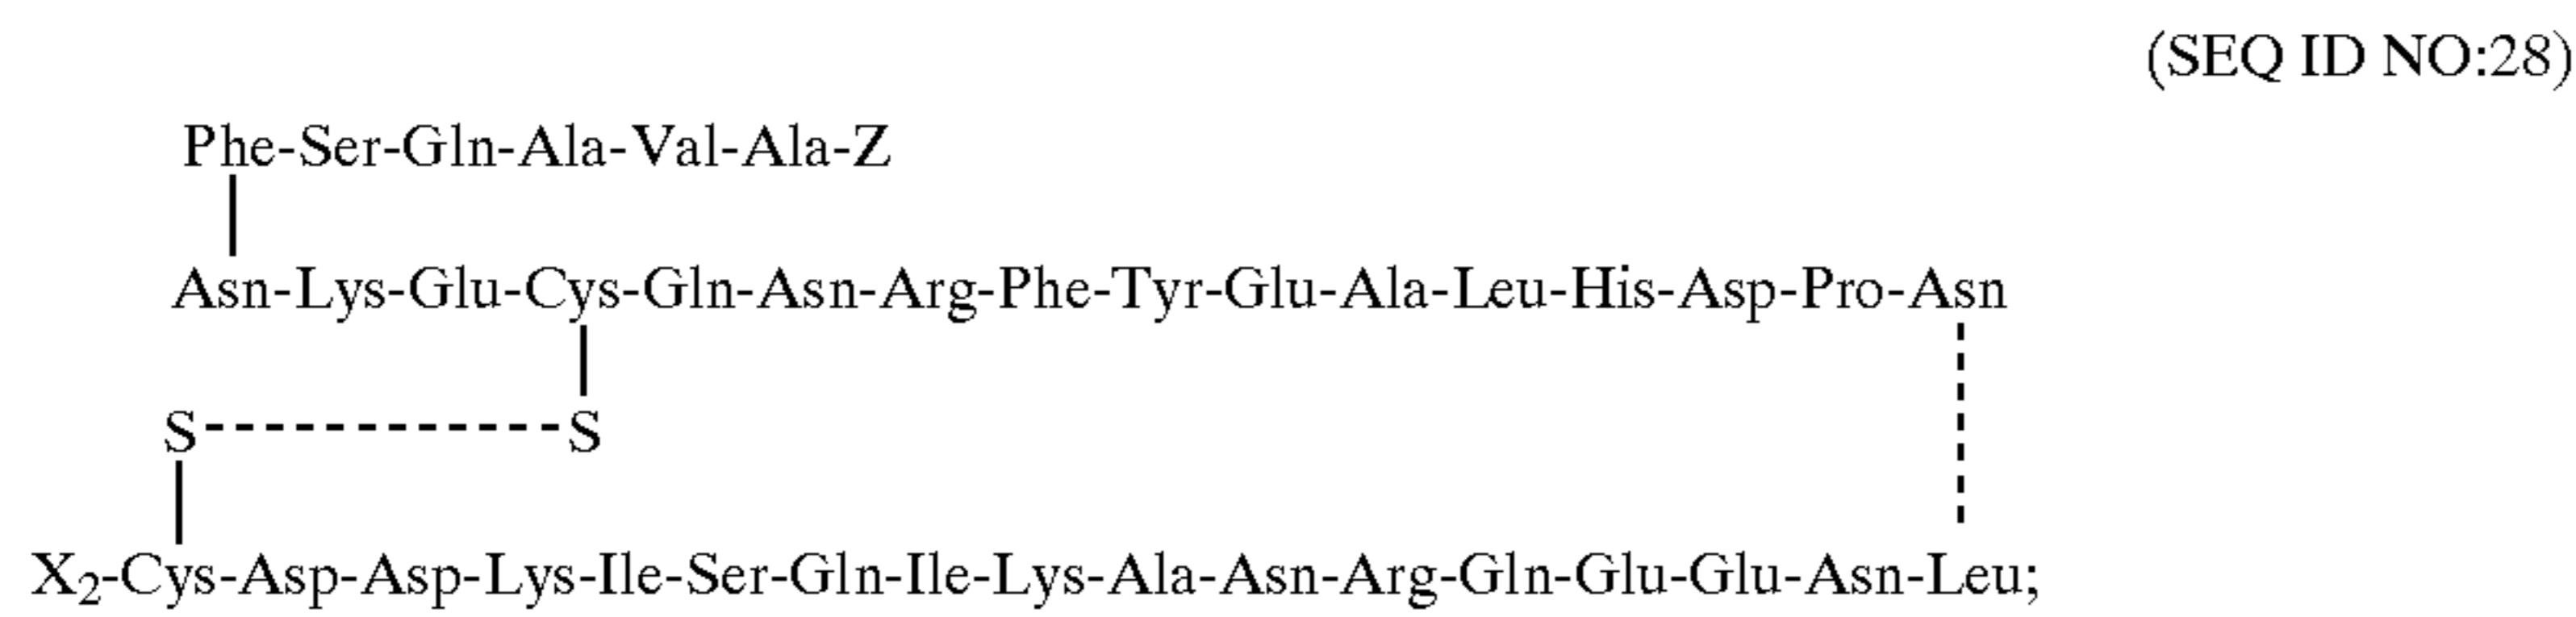 (SEQ ID NO:28)
Phe-Ser-Gln-Ala-Val-Ala-Z
Asn-Lys-Glu-Cys-Gln-Asn-Arg-Phe-Tyr-Glu-Ala-Leu-His-Asp-Pro-Asn
S------------S
X₂-Cys-Asp-Asp-Lys-Ile-Ser-Gln-Ile-Lys-Ala-Asn-Arg-Gln-Glu-Glu-Asn-Leu;